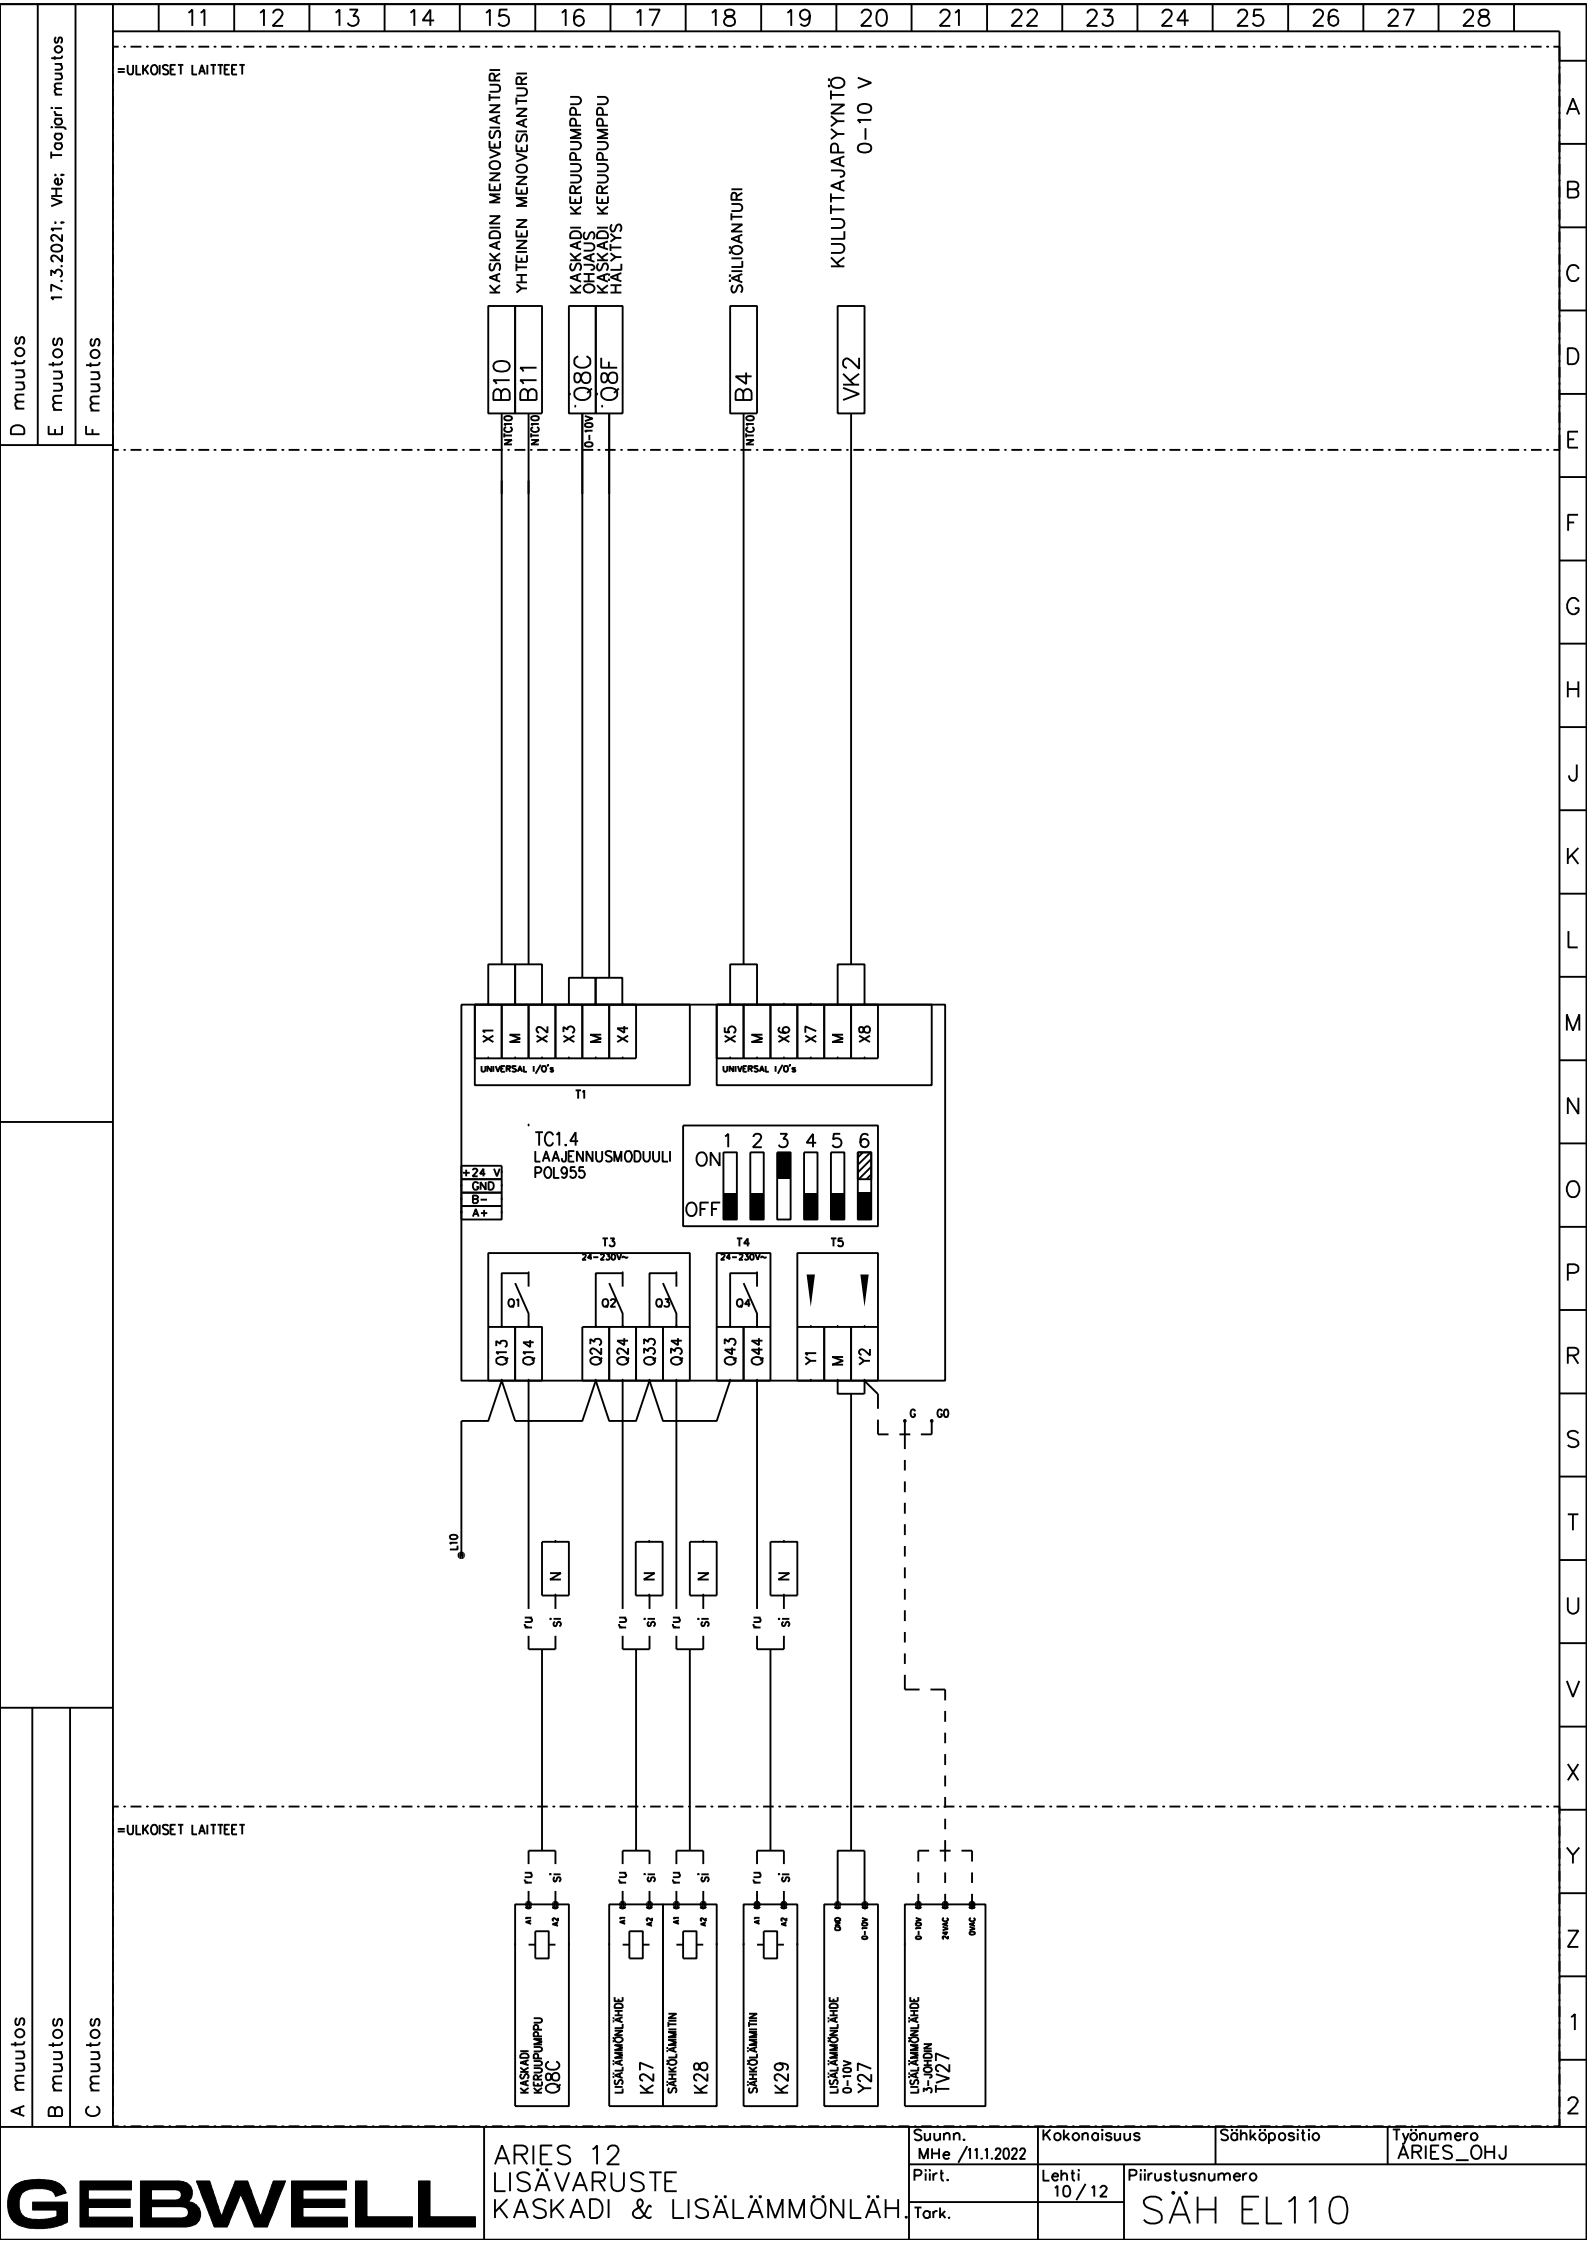 11 12 13 14 15 16 17 18 19 20 21 22 23 24 25 26 27 28
A
B
C
D
E
F
G
H
J
K
L
M
N
O
P
R
S
T
U
V
X
Y
Z
1
2
D muutos
E muutos 17.3.2021; VHe; Taajari muutos
F muutos
A muutos
B muutos
C muutos
=ULKOISET LAITTEET
KASKADIN MENOVESIANTURI
YHTEINEN MENOVESIANTURI
KASKADI KERUUPUMPPU
OHJAUS
KASKADI KERUUPUMPPU
HÄLYTYS
SÄILIÖANTURI
KULUTTAJAPYYNTÖ
0-10 V
B10
B11
Q8C
Q8F
B4
VK2
NTC10
NTC10
0-10V
NTC10
X1 M X2 X3 M X4
X5 M X6 X7 M X8
UNIVERSAL I/O's
UNIVERSAL I/O's
T1
TC1.4
LAAJENNUSMODUULI
POL955
+24 V
GND
B-
A+
1 2 3 4 5 6
ON
OFF
T3
24-230V~
T4
24-230V~
T5
Q1 Q2 Q3 Q4
Q13 Q14 Q23 Q24 Q33 Q34 Q43 Q44 Y1 M Y2
G G0
L10
N N N N
ru si ru si ru si ru si
=ULKOISET LAITTEET
ru si ru si ru si ru si
A1 A2 A1 A2 A1 A2 A1 A2 GND 0-10V 0-10V 24VAC 0VAC
KASKADI
KERUUPUMPPU
Q8C
LISÄLÄMMÖNLÄHDE
K27
SÄHKÖLÄMMITIN
K28
SÄHKÖLÄMMITIN
K29
LISÄLÄMMÖNLÄHDE
0-10V
Y27
LISÄLÄMMÖNLÄHDE
3-JOHDIN
TV27
GEBWELL
ARIES 12
LISÄVARUSTE
KASKADI & LISÄLÄMMÖNLÄH.
Suunn.
MHe /11.1.2022
Piirt.
Tark.
Kokonaisuus
Sähköpositio
Työnumero
ARIES_OHJ
Lehti
10 / 12
Piirustusnumero
SÄH EL110